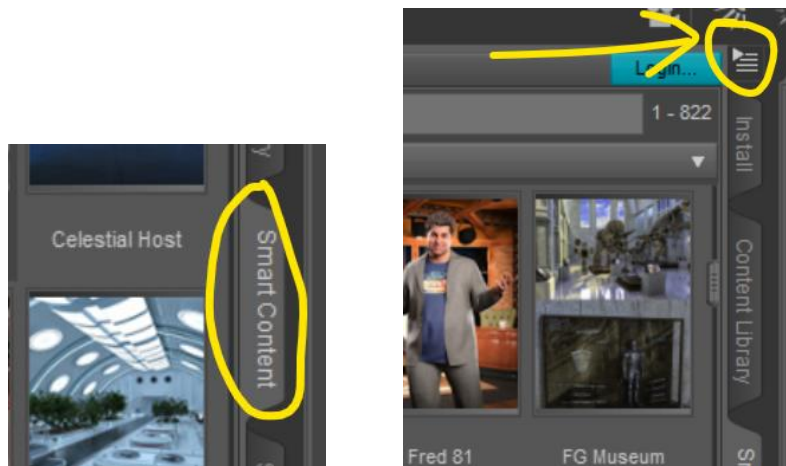 Celestial Host
Smart Content
Login...
1 - 822
Install
Content Library
Fred 81
FG Museum